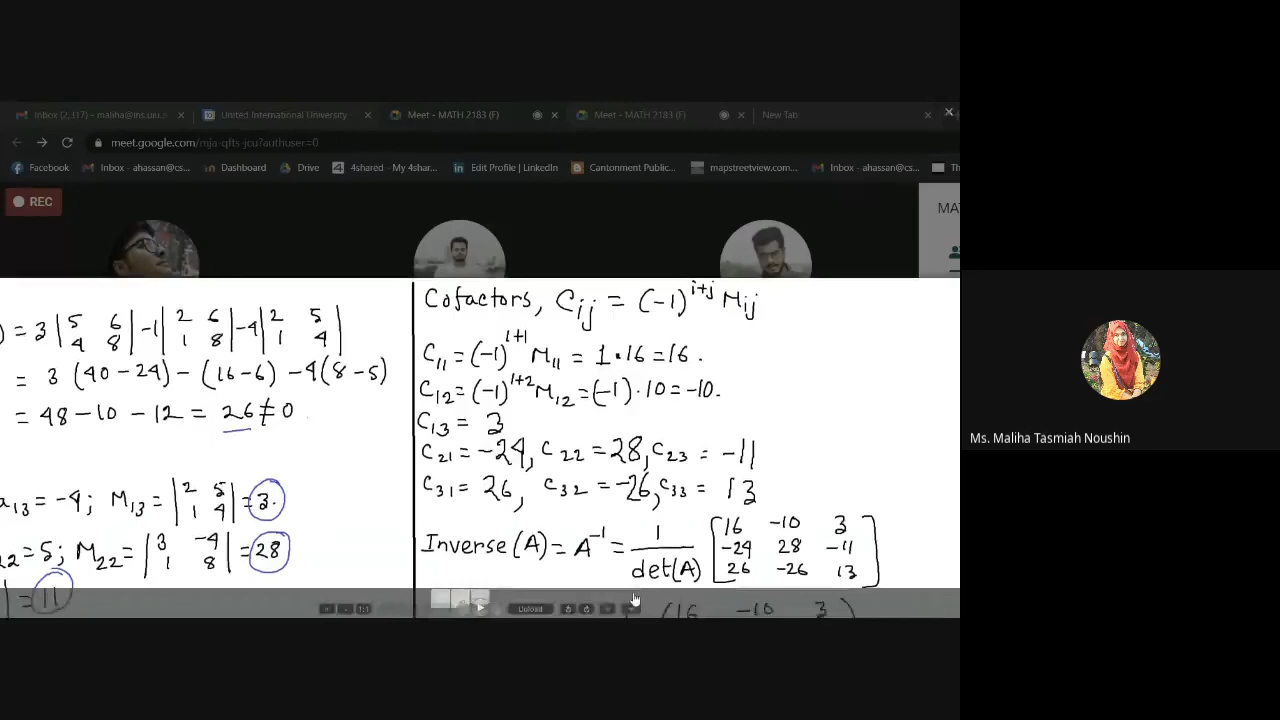 Inbox (2,317) - maliha@ins.uiu.
United International University
Meet - MATH 2183 (F)
Meet - MATH 2183 (F)
New Tab
meet.google.com/mja-qfts-jcu?authuser=0
Facebook
Inbox - ahassan@cs...
Dashboard
Drive
4shared - My 4shar...
Edit Profile | LinkedIn
Cantonment Public...
mapstreetview.com...
Inbox - ahassan@cs...
REC
) = 3 |5 6 4 8| -1 |2 6 1 8| -4 |2 5 1 4|
= 3 (40-24) - (16-6) -4(8-5)
= 48-10-12 = 26 ≠ 0
a13 = -4; M13 = |2 5 1 4| = 3.
22 = 5; M22 = |3 -4 1 8| = 28
| = 11
Cofactors, Cij = (-1)^i+j Mij
C11 = (-1)^1+1 M11 = 1•16 = 16.
C12 = (-1)^1+2 M12 = (-1)·10 = -10.
C13 = 3
C21 = -24, C22 = 28, C23 = -11
C31 = 26, C32 = -26, C33 = 13
Inverse (A) = A^-1 = 1/det(A) [16 -10 3
-24 28 -11
26 -26 13]
Upload
(16 -10 3)
Ms. Maliha Tasmiah Noushin